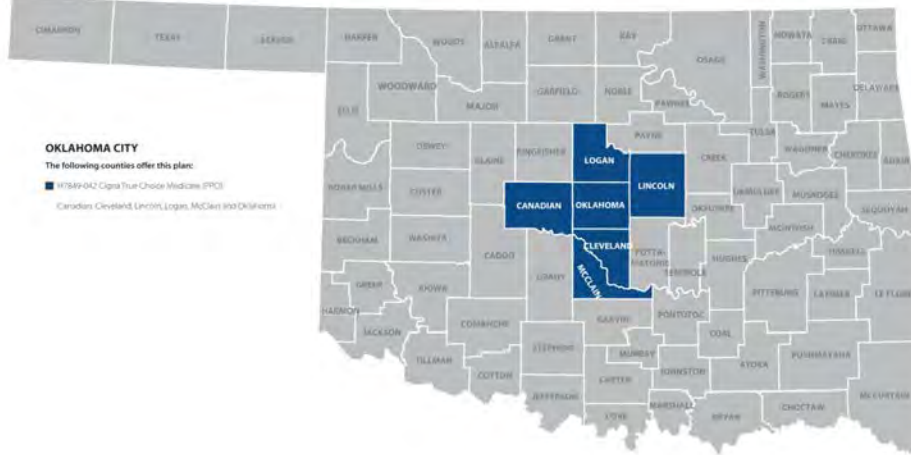 CIMARRON
TEXAS
BEAVER
HARPER
WOODS
ALFALFA
GRANT
KAY
OSAGE
WASHINGTON
NOWATA
CRAIG
OTTAWA
ELLIS
WOODWARD
MAJOR
GARFIELD
NOBLE
PAWNEE
ROGERS
MAYES
DELAWARE
OKLAHOMA CITY
The following counties offer this plan:
H7849-042 Cigna True Choice Medicare (PPO)
Canadian, Cleveland, Lincoln, Logan, McClain and Oklahoma
DEWEY
BLAINE
KINGFISHER
LOGAN
PAYNE
CREEK
TULSA
WAGONER
CHEROKEE
ADAIR
ROGER MILLS
CUSTER
CANADIAN
OKLAHOMA
LINCOLN
OKFUSKEE
OKMULGEE
MUSKOGEE
SEQUOYAH
BECKHAM
WASHITA
CADDO
GRADY
CLEVELAND
MCCLAIN
POTTA-
WATOMIE
SEMINOLE
HUGHES
MCINTOSH
HASKELL
GREER
KIOWA
PITTSBURG
LATIMER
LE FLORE
HARMON
JACKSON
COMANCHE
GARVIN
PONTOTOC
COAL
TILLMAN
STEPHENS
MURRAY
JOHNSTON
ATOKA
PUSHMATAHA
COTTON
CARTER
JEFFERSON
LOVE
MARSHALL
BRYAN
CHOCTAW
MCCURTAIN